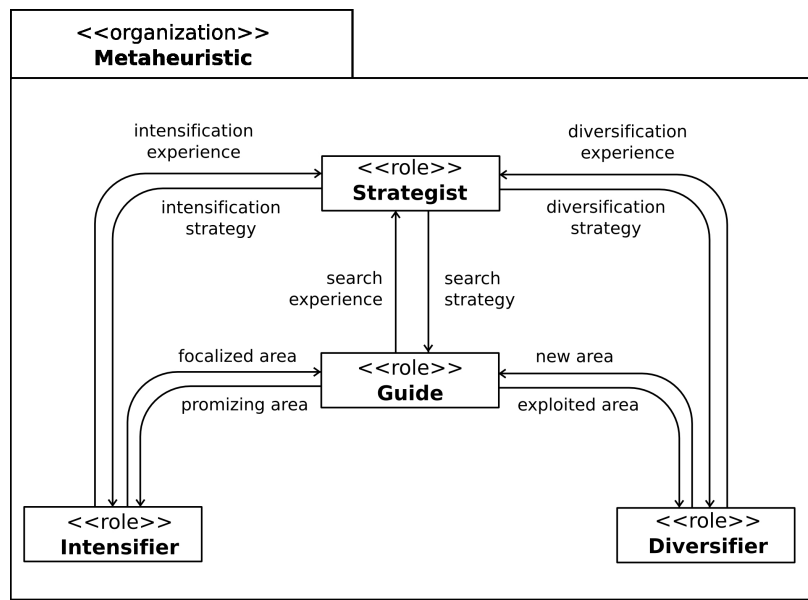 <<organization>>
Metaheuristic
intensification
experience
diversification
experience
<<role>>
Strategist
intensification
strategy
diversification
strategy
search
experience
search
strategy
focalized area
<<role>>
Guide
new area
promizing area
exploited area
<<role>>
Intensifier
<<role>>
Diversifier